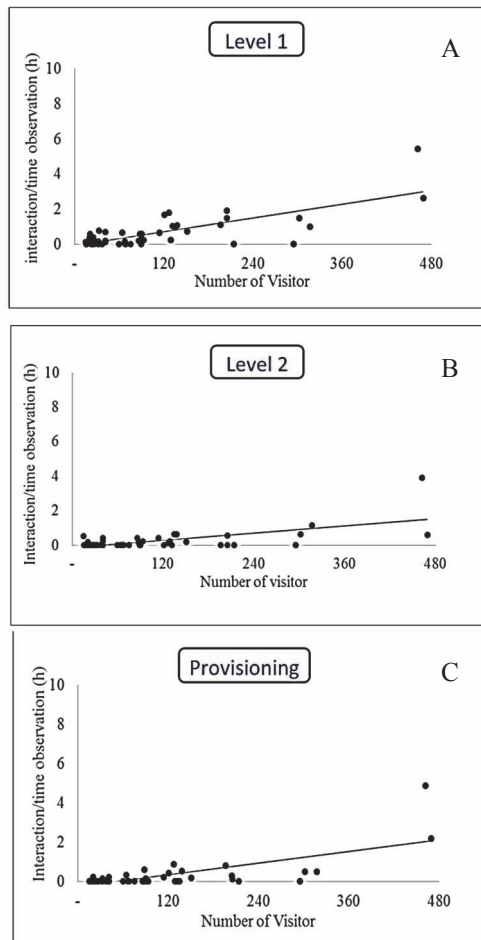 Level 1
A
interaction/time observation (h)
10
8
6
4
2
0
- 120 240 360 480
Number of Visitor
Level 2
B
Interaction/time observation (h)
10
8
6
4
2
0
- 120 240 360 480
Number of visitor
Provisioning
C
Interaction/time observation (h)
10
8
6
4
2
0
- 120 240 360 480
Number of Visitor